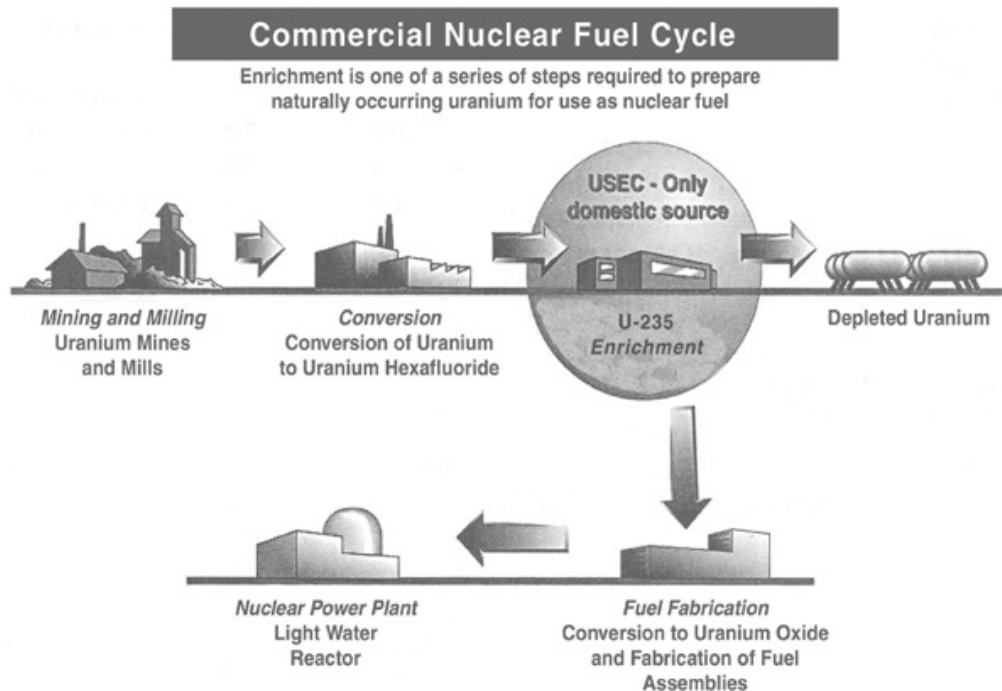 Commercial Nuclear Fuel Cycle
Enrichment is one of a series of steps required to prepare
naturally occurring uranium for use as nuclear fuel
USEC - Only
domestic source
Mining and Milling
Uranium Mines
and Mills
Conversion
Conversion of Uranium
to Uranium Hexafluoride
U-235
Enrichment
Depleted Uranium
Nuclear Power Plant
Light Water
Reactor
Fuel Fabrication
Conversion to Uranium Oxide
and Fabrication of Fuel
Assemblies